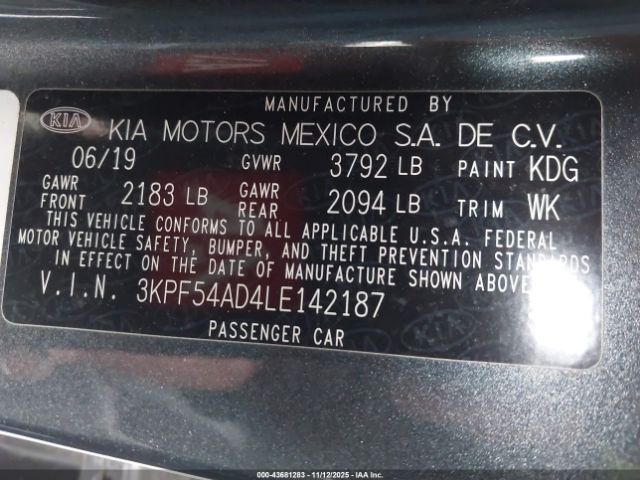 MANUFACTURED BY
KIA KIA MOTORS MEXICO S.A. DE C.V.
06/19 GVWR 3792 LB PAINT KDG
GAWR FRONT 2183 LB GAWR REAR 2094 LB TRIM WK
THIS VEHICLE CONFORMS TO ALL APPLICABLE U.S.A. FEDERAL
MOTOR VEHICLE SAFETY, BUMPER, AND THEFT PREVENTION STANDARDS
IN EFFECT ON THE DATE OF MANUFACTURE SHOWN ABOVE
V.I.N. 3KPF54AD4LE142187
PASSENGER CAR
000-43681283 - 11/12/2025 - IAA, Inc.